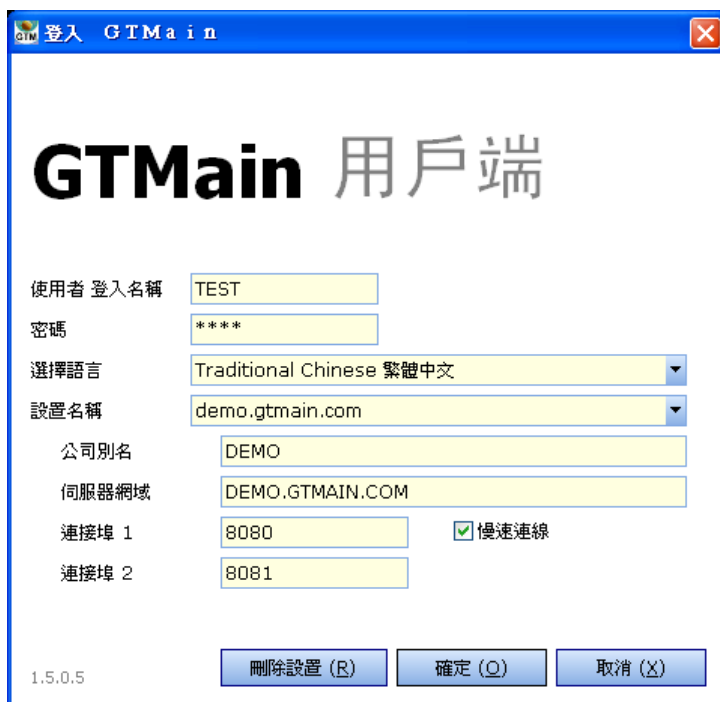 登入 GTMain
GTMain 用戶端
使用者 登入名稱 TEST
密碼 ****
選擇語言 Traditional Chinese 繁體中文
設置名稱 demo.gtmain.com
公司別名 DEMO
伺服器網域 DEMO.GTMAIN.COM
連接埠 1 8080 慢速連線
連接埠 2 8081
1.5.0.5 刪除設置 (R) 確定 (O) 取消 (X)